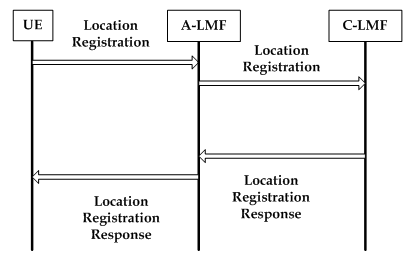 UE
A-LMF
C-LMF
Location
Registration
Location
Registration
Location
Registration
Response
Location
Registration
Response